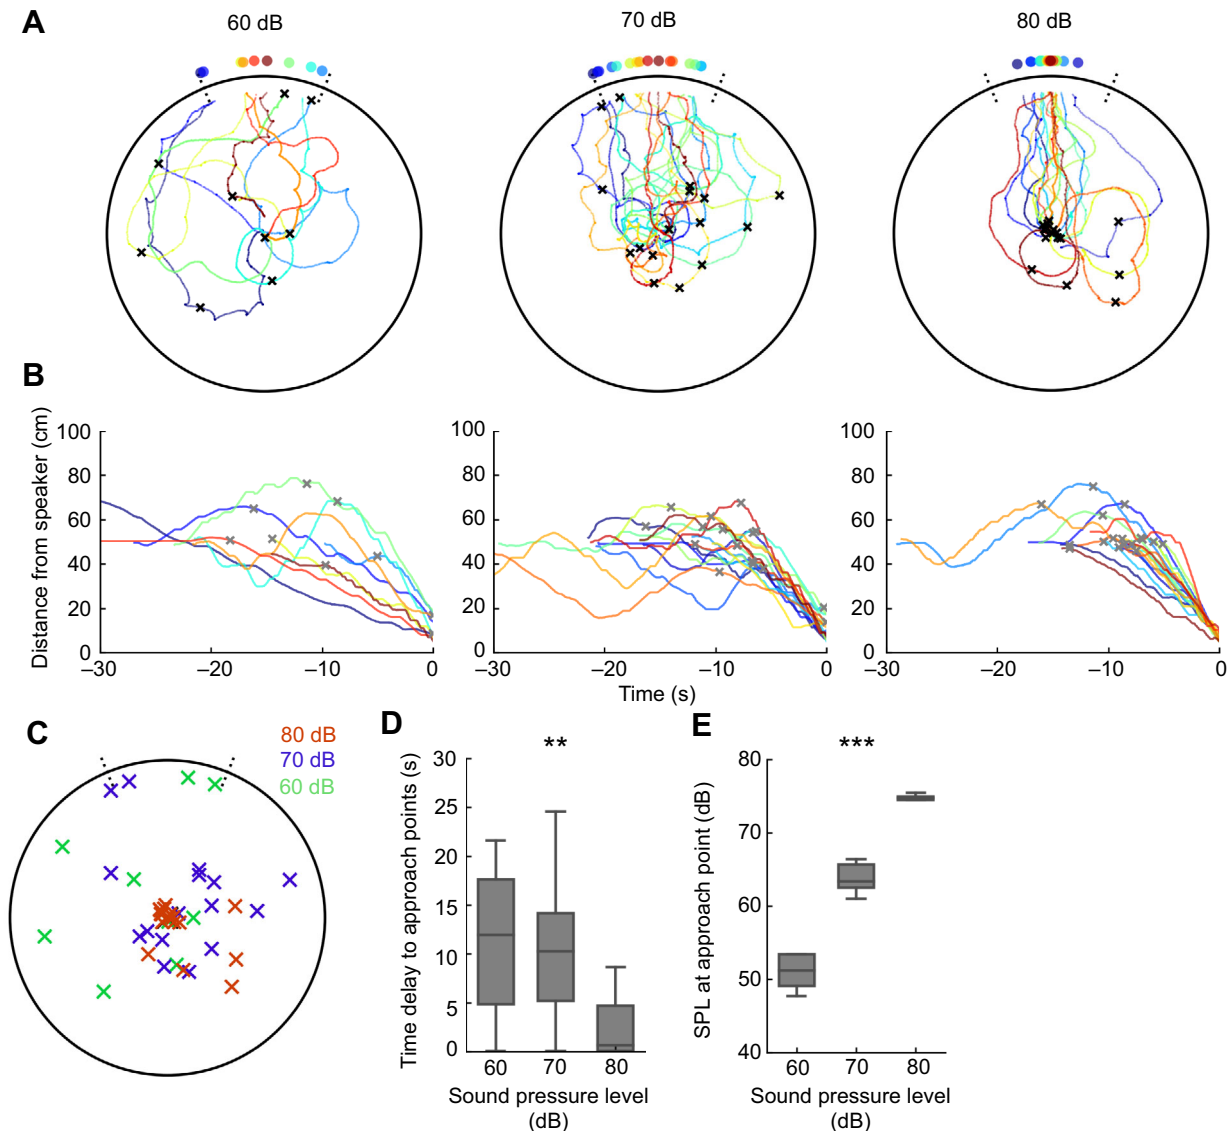 A
60 dB
70 dB
80 dB
B
Distance from speaker (cm)
100
80
60
40
20
0
–30
–20
–10
0
100
80
60
40
20
0
–30
–20
–10
0
100
80
60
40
20
0
–30
–20
–10
0
Time (s)
C
80 dB
70 dB
60 dB
D
**
Time delay to approach points (s)
30
25
20
15
10
5
0
60
70
80
Sound pressure level
(dB)
E
***
SPL at approach point (dB)
80
70
60
50
40
60
70
80
Sound pressure level
(dB)